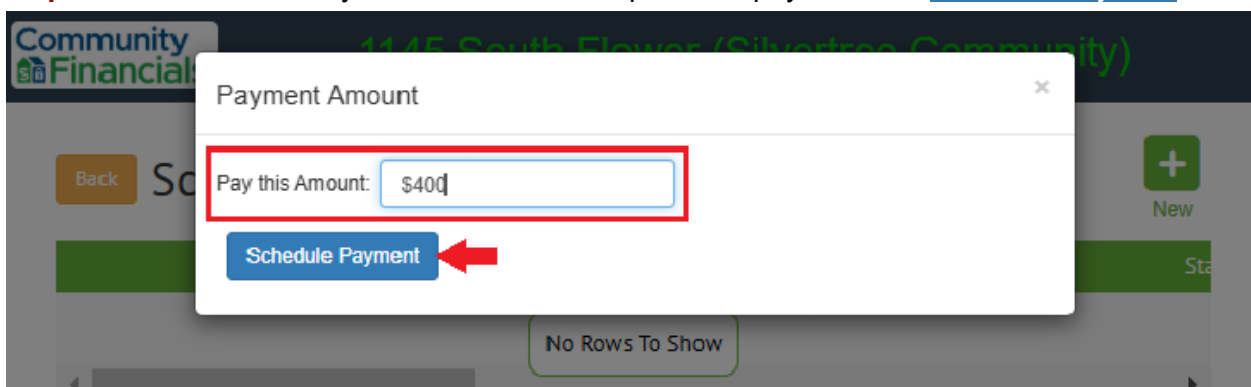 Community
Financials
1145 South Flower (Silvertree Community)
Payment Amount
×
Back
Pay this Amount: $400
New
Schedule Payment
No Rows To Show